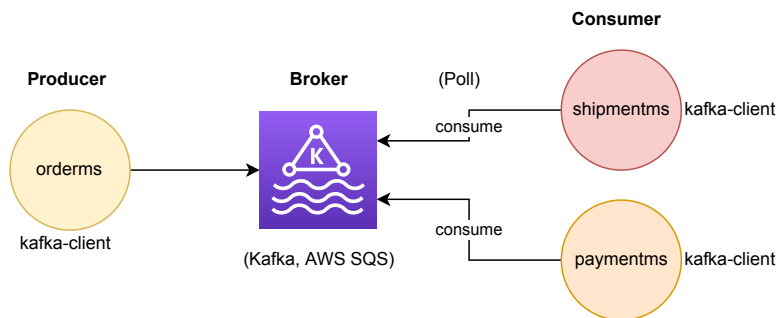 Consumer
Producer
Broker
(Poll)
shipmentms
kafka-client
consume
K
orderms
kafka-client
consume
(Kafka, AWS SQS)
paymentms
kafka-client